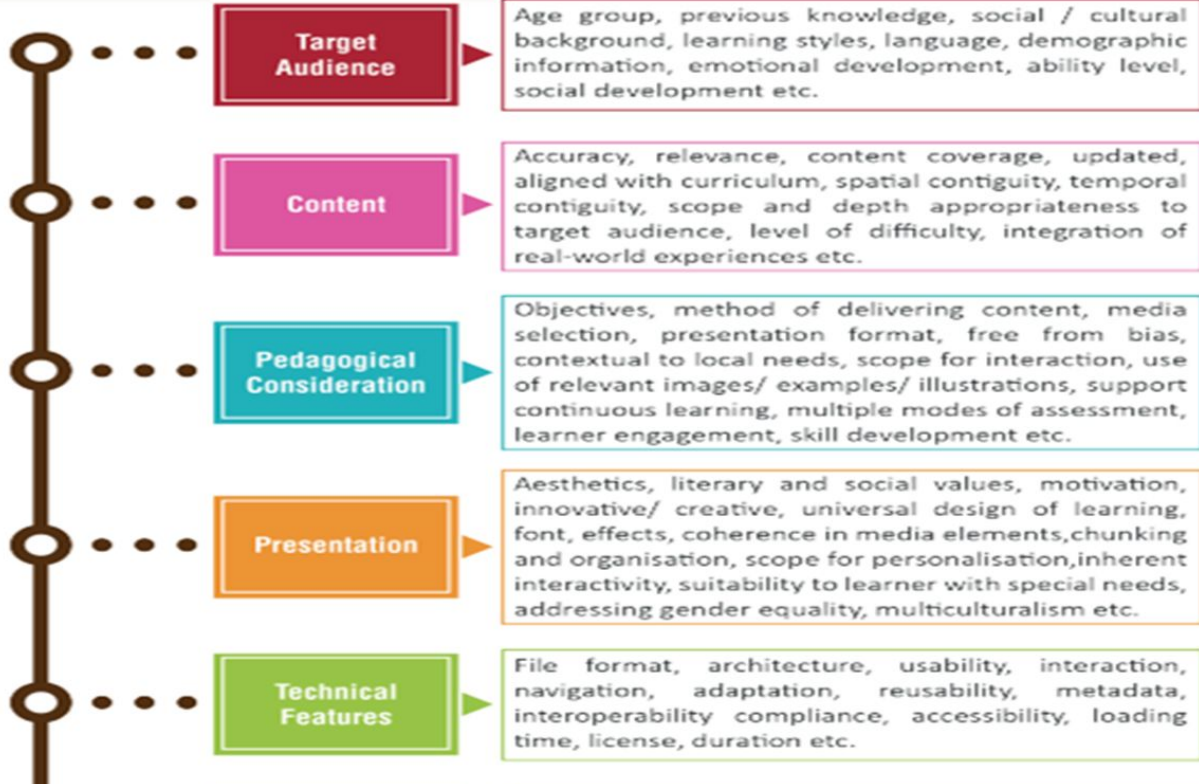 Target
Audience
Age group, previous knowledge, social / cultural
background, learning styles, language, demographic
information, emotional development, ability level,
social development etc.
Content
Accuracy, relevance, content coverage, updated,
aligned with curriculum, spatial contiguity, temporal
contiguity, scope and depth appropriateness to
target audience, level of difficulty, integration of
real-world experiences etc.
Pedagogical
Consideration
Objectives, method of delivering content, media
selection, presentation format, free from bias,
contextual to local needs, scope for interaction, use
of relevant images/ examples/ illustrations, support
continuous learning, multiple modes of assessment,
learner engagement, skill development etc.
Presentation
Aesthetics, literary and social values, motivation,
innovative/ creative, universal design of learning,
font, effects, coherence in media elements,chunking
and organisation, scope for personalisation,inherent
interactivity, suitability to learner with special needs,
addressing gender equality, multiculturalism etc.
Technical
Features
File format, architecture, usability, interaction,
navigation, adaptation, reusability, metadata,
interoperability compliance, accessibility, loading
time, license, duration etc.